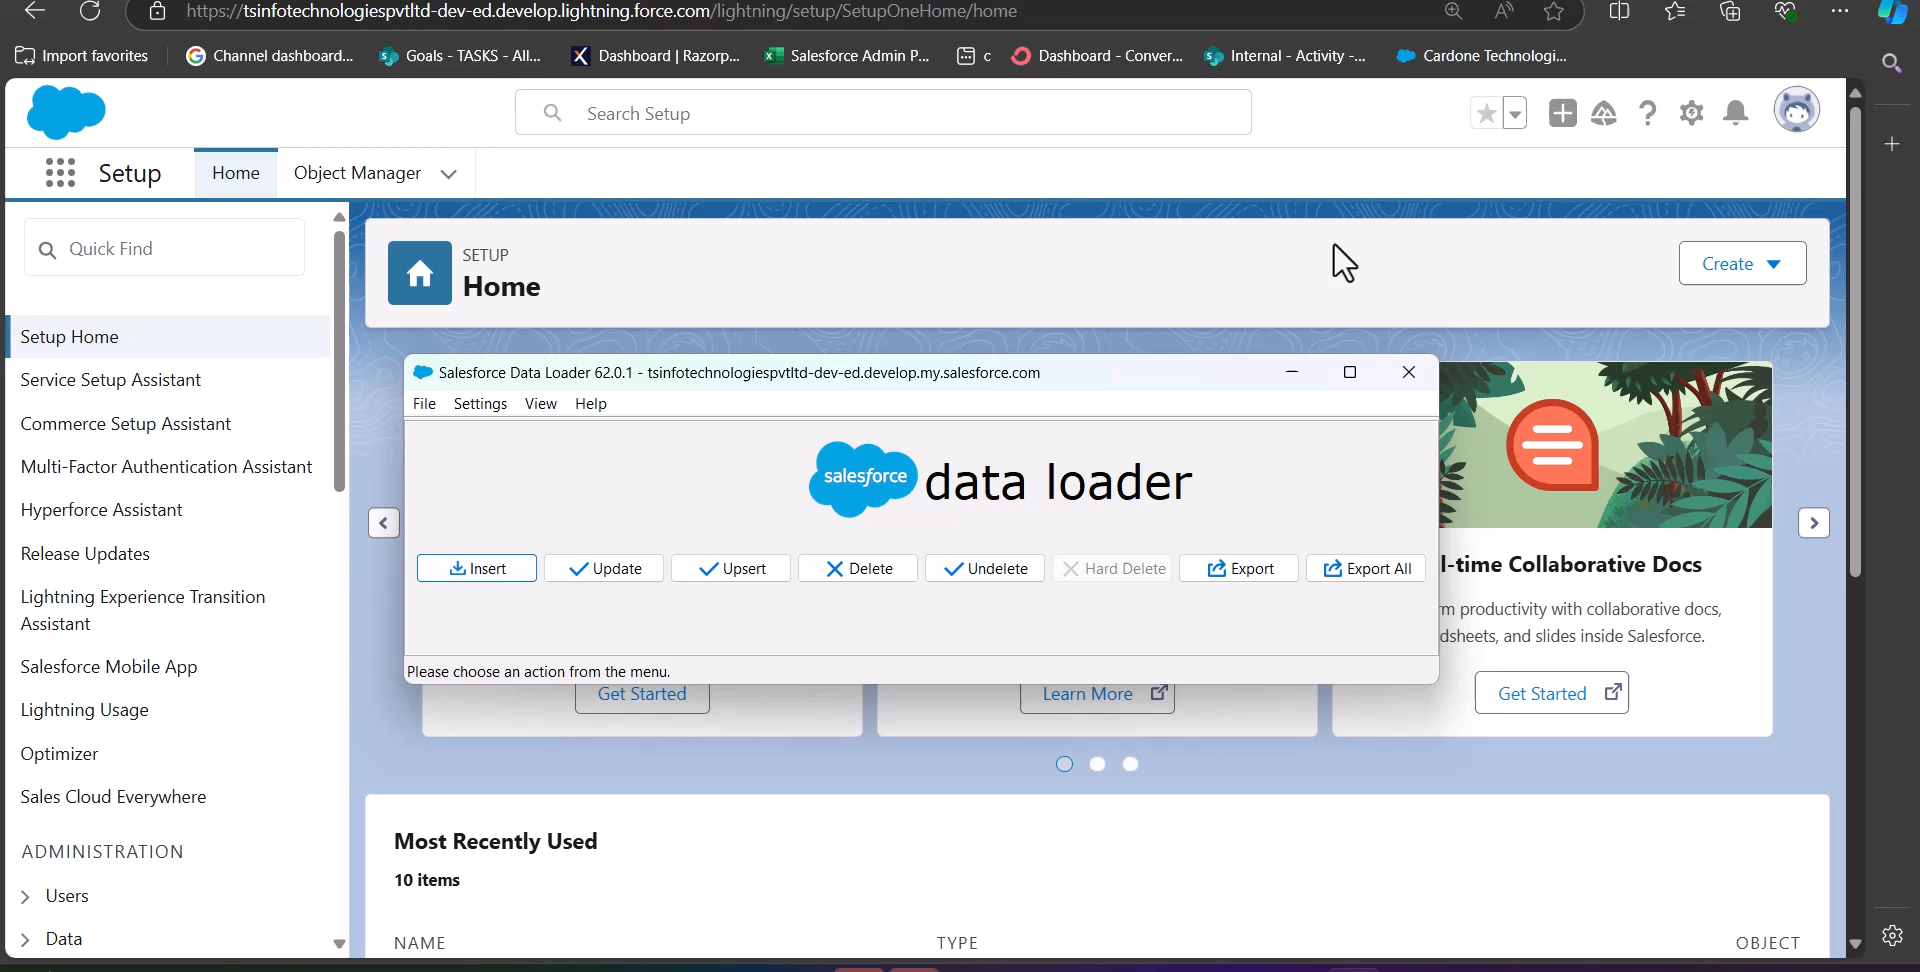 https://tsinfotechnologiespvtltd-dev-ed.develop.lightning.force.com/lightning/setup/SetupOneHome/home
Import favorites
Channel dashboard...
Goals - TASKS - All...
Dashboard | Razorp...
Salesforce Admin P...
c
Dashboard - Conver...
Internal - Activity -...
Cardone Technologi...
Search Setup
Setup
Home
Object Manager
Quick Find
Setup Home
Service Setup Assistant
Commerce Setup Assistant
Multi-Factor Authentication Assistant
Hyperforce Assistant
Release Updates
Lightning Experience Transition
Assistant
Salesforce Mobile App
Lightning Usage
Optimizer
Sales Cloud Everywhere
ADMINISTRATION
Users
Data
SETUP
Home
Create
Salesforce Data Loader 62.0.1 - tsinfotechnologiespvtltd-dev-ed.develop.my.salesforce.com
File Settings View Help
salesforce data loader
Insert
Update
Upsert
Delete
Undelete
Hard Delete
Export
Export All
Please choose an action from the menu.
l-time Collaborative Docs
m productivity with collaborative docs,
dsheets, and slides inside Salesforce.
Get Started
Learn More
Get Started
Most Recently Used
10 items
NAME
TYPE
OBJECT